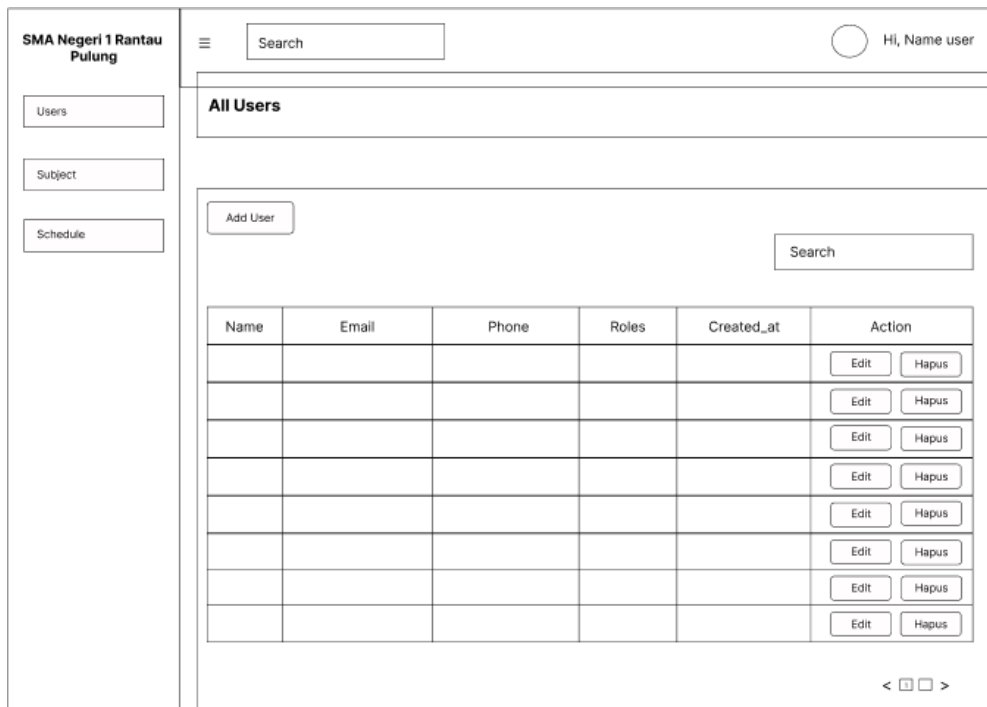 SMA Negeri 1 Rantau
Pulung
Search
Hi, Name user
Users
Subject
Schedule
All Users
Add User
Search
Name Email Phone Roles Created_at Action
Edit Hapus
Edit Hapus
Edit Hapus
Edit Hapus
Edit Hapus
Edit Hapus
Edit Hapus
Edit Hapus
< 1 >